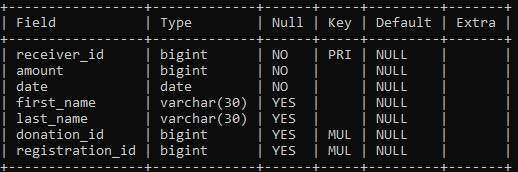 +-----------------+-------------+------+-----+---------+-------+
| Field           | Type        | Null | Key | Default | Extra |
+-----------------+-------------+------+-----+---------+-------+
| receiver_id     | bigint      | NO   | PRI | NULL    |       |
| amount          | bigint      | NO   |     | NULL    |       |
| date            | date        | NO   |     | NULL    |       |
| first_name      | varchar(30) | YES  |     | NULL    |       |
| last_name       | varchar(30) | YES  |     | NULL    |       |
| donation_id     | bigint      | YES  | MUL | NULL    |       |
| registration_id | bigint      | YES  | MUL | NULL    |       |
+-----------------+-------------+------+-----+---------+-------+